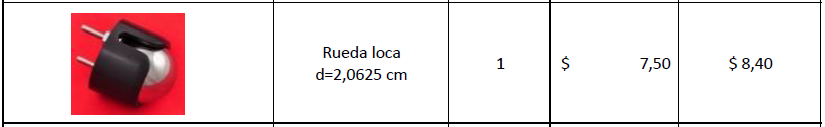 Rueda loca
d=2,0625 cm
1
$ 7,50
$ 8,40